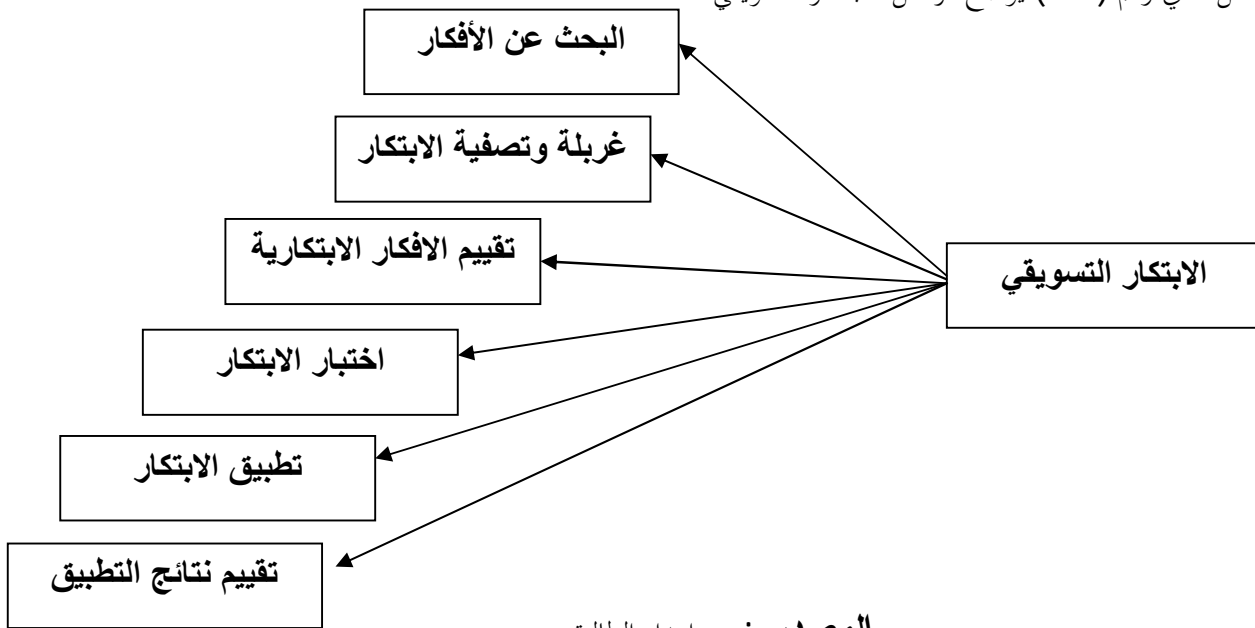 البحث عن الأفكار
غربلة وتصفية الابتكار
تقييم الافكار الابتكارية
الابتكار التسويقي
اختبار الابتكار
تطبيق الابتكار
تقييم نتائج التطبيق